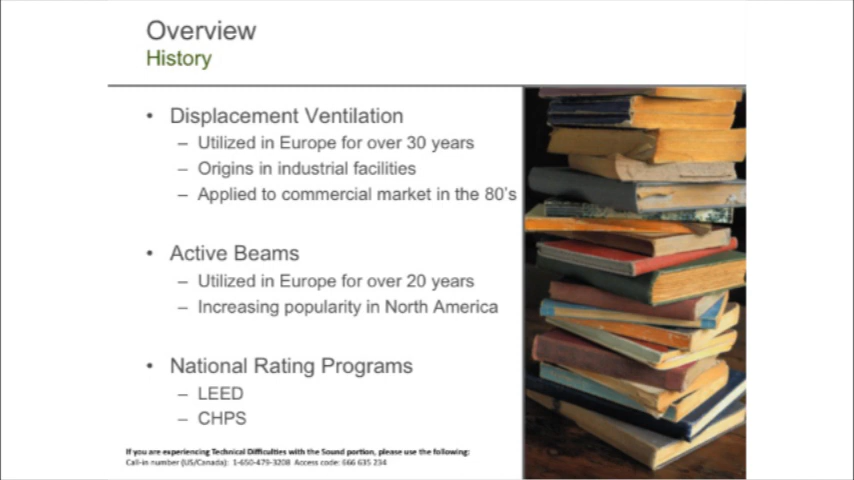 Overview
History
• Displacement Ventilation
– Utilized in Europe for over 30 years
– Origins in industrial facilities
– Applied to commercial market in the 80's
• Active Beams
– Utilized in Europe for over 20 years
– Increasing popularity in North America
• National Rating Programs
– LEED
– CHPS
If you are experiencing Technical Difficulties with the Sound portion, please use the following:
Call-in number (US/Canada): 1-650-479-3208 Access code: 666 635 234